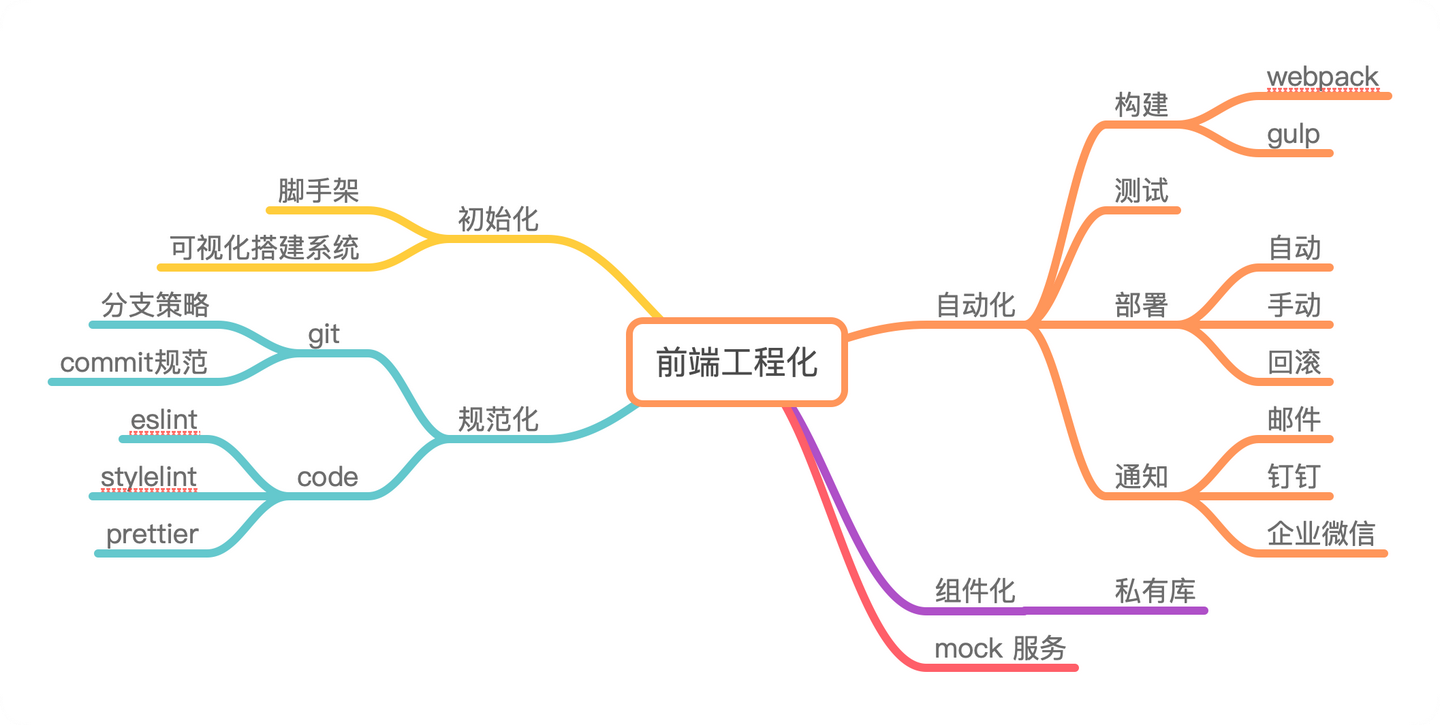 前端工程化
初始化
脚手架
可视化搭建系统
规范化
git
分支策略
commit规范
code
eslint
stylelint
prettier
自动化
构建
webpack
gulp
测试
部署
自动
手动
回滚
通知
邮件
钉钉
企业微信
组件化
私有库
mock 服务